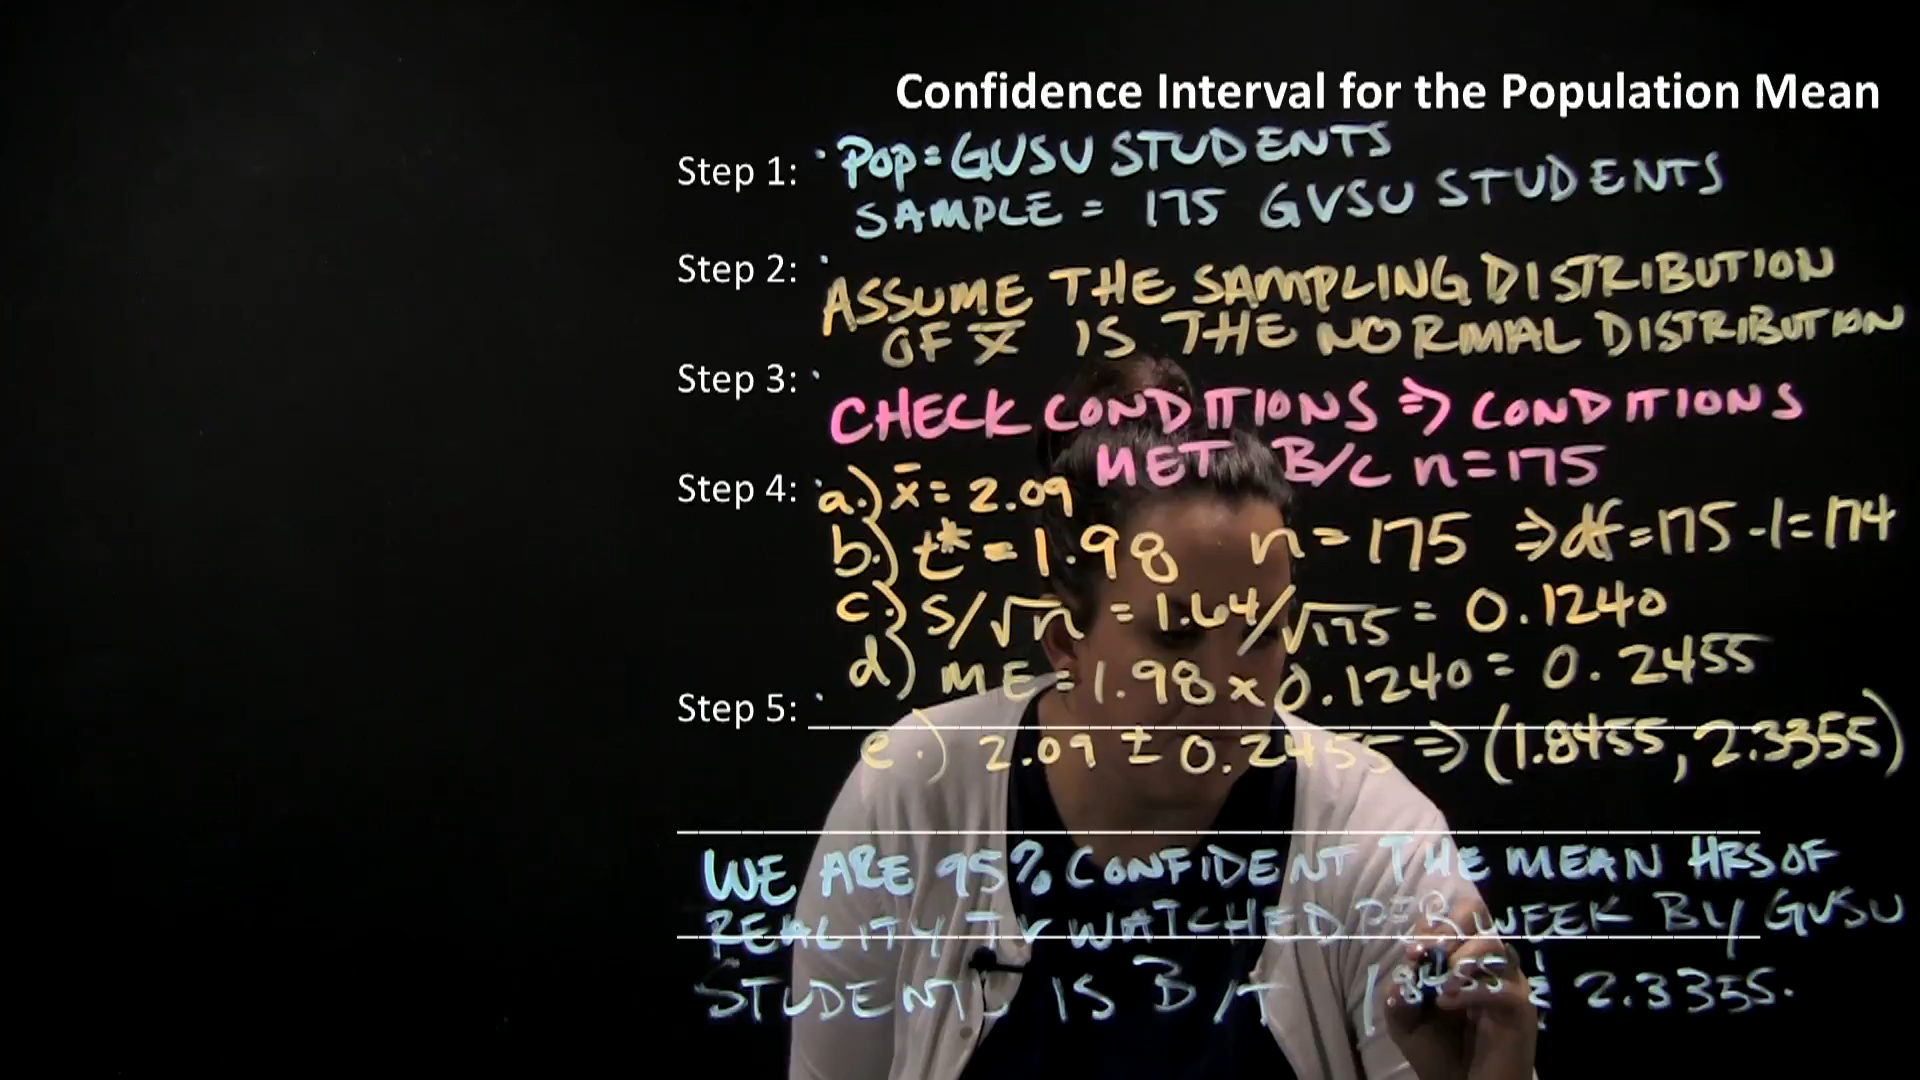 Confidence Interval for the Population Mean
Step 1: • POP = GVSU STUDENTS
SAMPLE = 175 GVSU STUDENTS
Step 2: •
ASSUME THE SAMPLING DISTRIBUTION
OF x̄ IS THE NORMAL DISTRIBUTION
Step 3: •
CHECK CONDITIONS ⇒ CONDITIONS
MET B/C n = 175
Step 4: • a.) x̄ = 2.09
b.) t* = 1.98 n = 175 ⇒ df = 175 - 1 = 174
c.) S/√n = 1.64/√175 = 0.1240
d.) ME = 1.98 x 0.1240 = 0.2455
Step 5: •
e.) 2.09 ± 0.2455 ⇒ (1.8455, 2.3355)
WE ARE 95% CONFIDENT THE MEAN HRS OF
REALITY TV WATCHED PER WEEK BY GVSU
STUDENTS IS B/T 1.8455 & 2.3355.